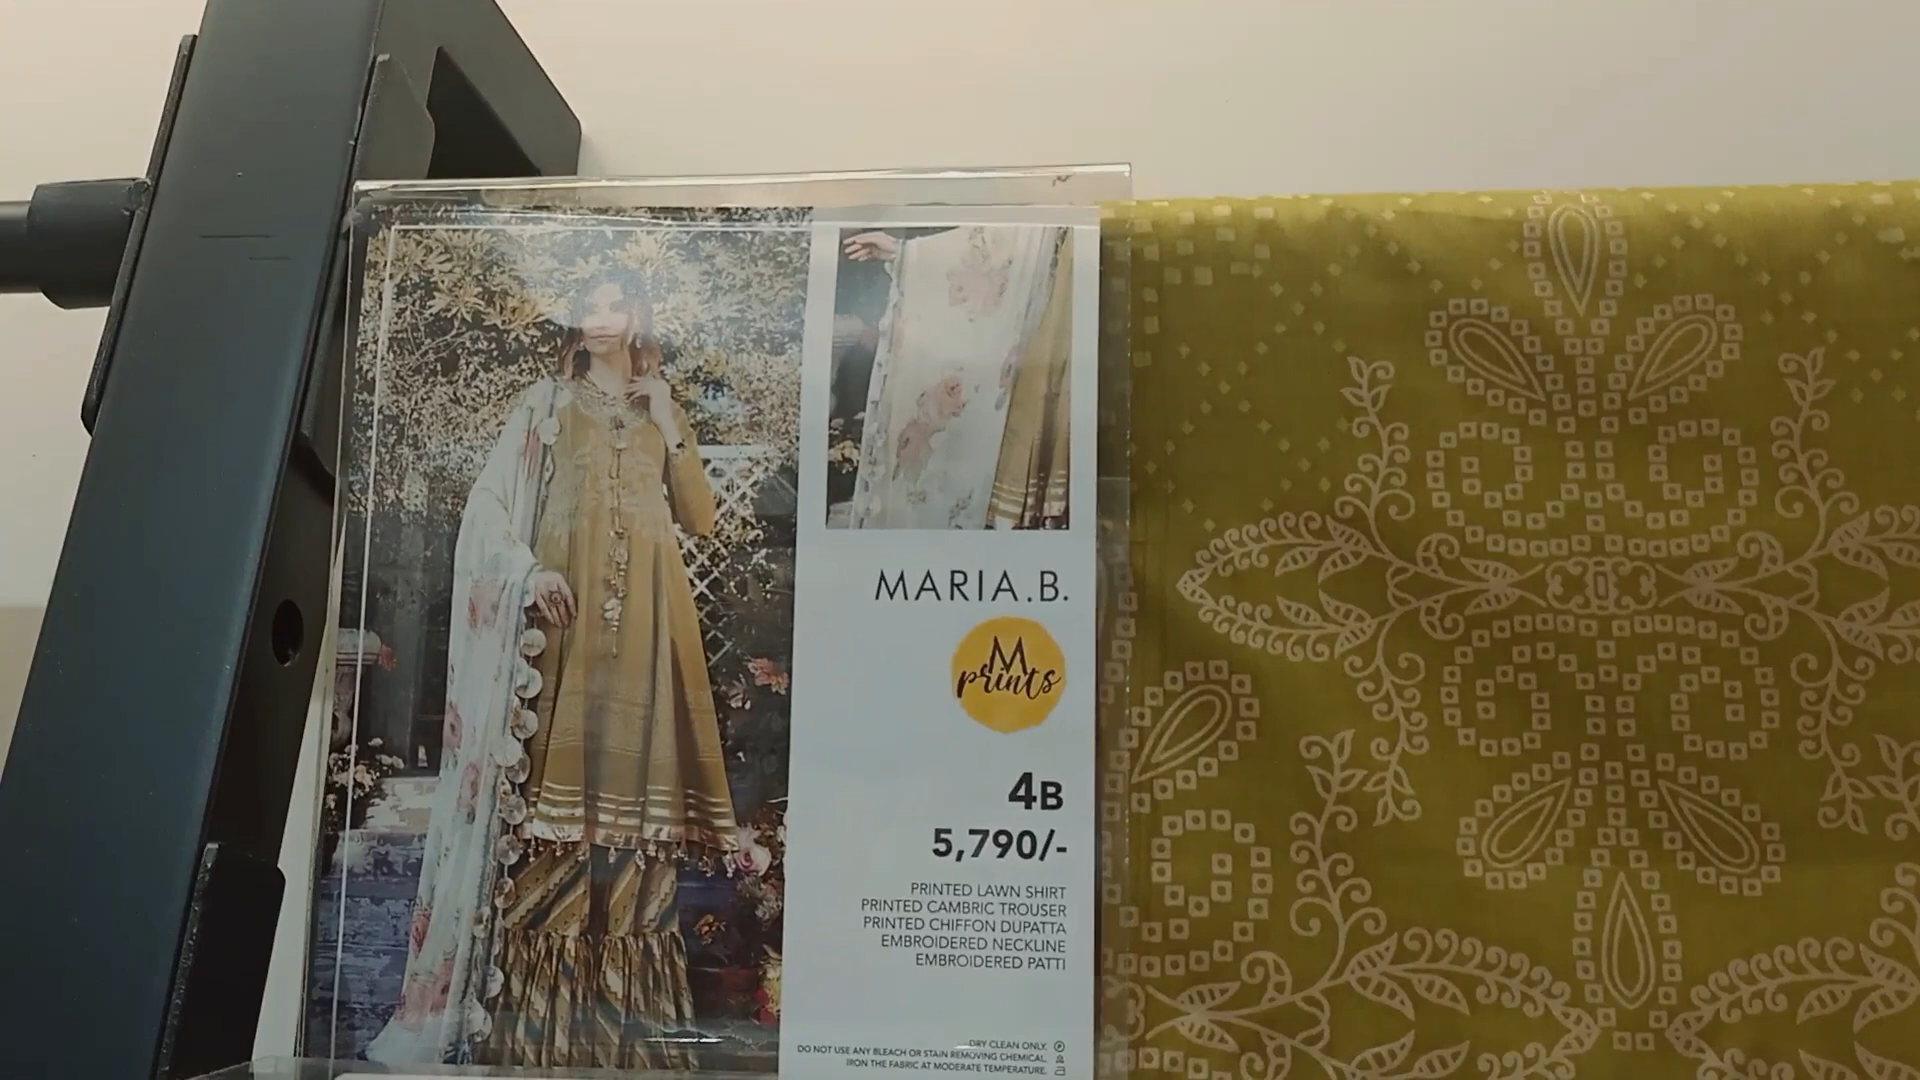 MARIA.B.
M
prints
4B
5,790/-
PRINTED LAWN SHIRT
PRINTED CAMBRIC TROUSER
PRINTED CHIFFON DUPATTA
EMBROIDERED NECKLINE
EMBROIDERED PATTI
DRY CLEAN ONLY.
DO NOT USE ANY BLEACH OR STAIN REMOVING CHEMICAL.
IRON THE FABRIC AT MODERATE TEMPERATURE.